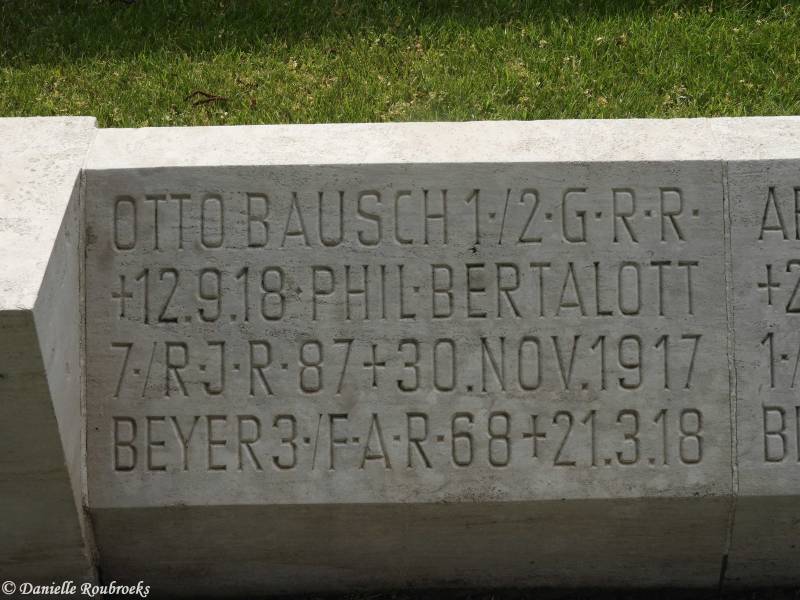 OTTO BAUSCH 1·/2·G·R·R·
+12.9.18·PHIL·BERTALOTT
7·/R·J·R·87+30.NOV.1917
BEYER 3·/F·A·R·68+21.3.18
© Danielle Roubroeks